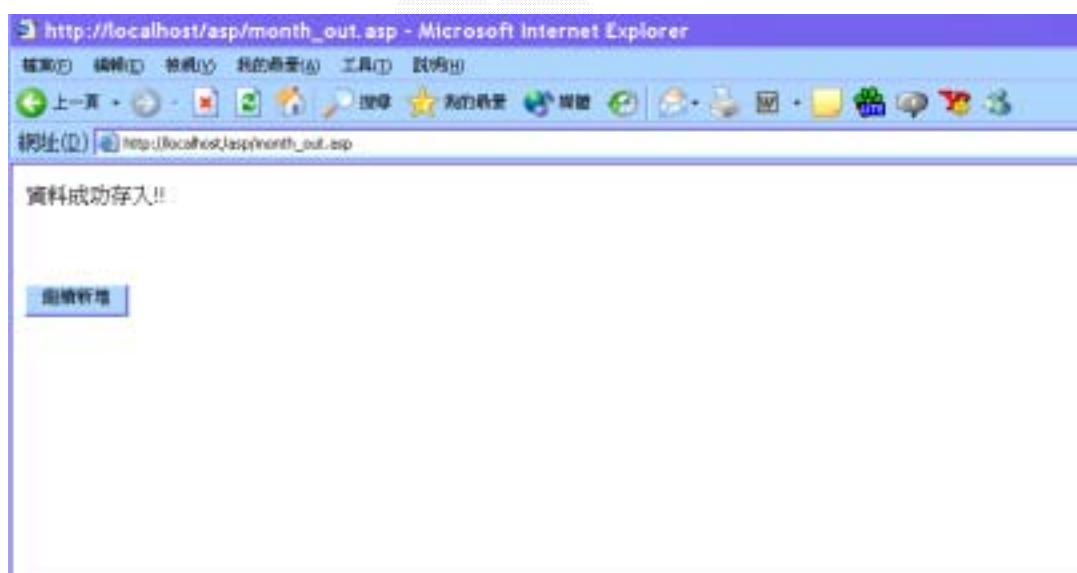 http://localhost/asp/month_out.asp - Microsoft Internet Explorer
檔案(F) 編輯(E) 檢視(V) 我的最愛(A) 工具(T) 說明(H)
上一頁 搜尋 我的最愛 媒體
網址(D) http://localhost/asp/month_out.asp
資料成功存入!!
繼續新增